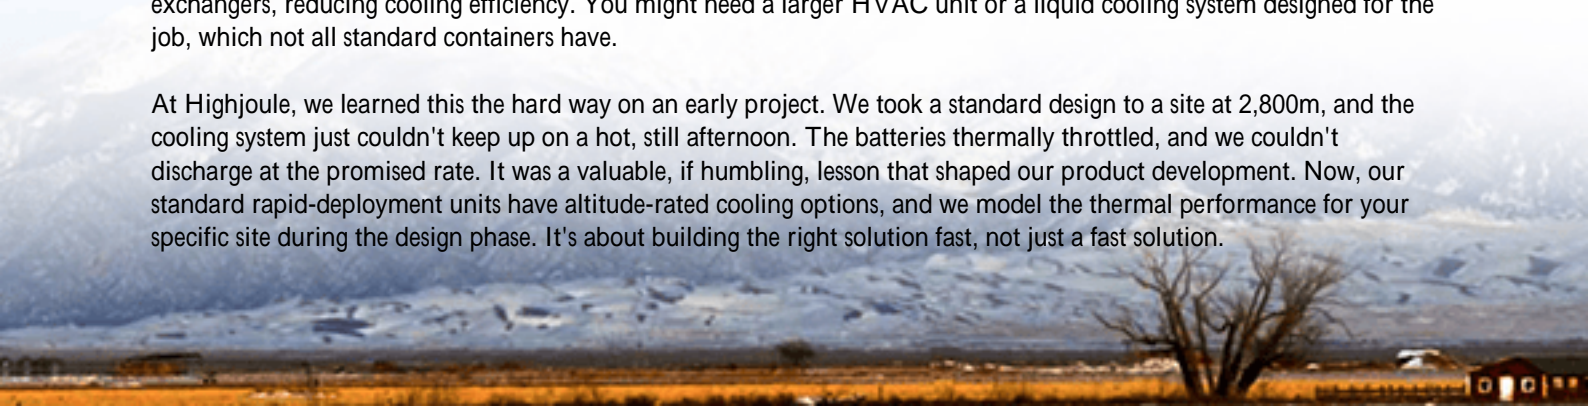 exchangers, reducing cooling efficiency. You might need a larger HVAC unit or a liquid cooling system designed for the
job, which not all standard containers have.
At Highjoule, we learned this the hard way on an early project. We took a standard design to a site at 2,800m, and the
cooling system just couldn't keep up on a hot, still afternoon. The batteries thermally throttled, and we couldn't
discharge at the promised rate. It was a valuable, if humbling, lesson that shaped our product development. Now, our
standard rapid-deployment units have altitude-rated cooling options, and we model the thermal performance for your
specific site during the design phase. It's about building the right solution fast, not just a fast solution.